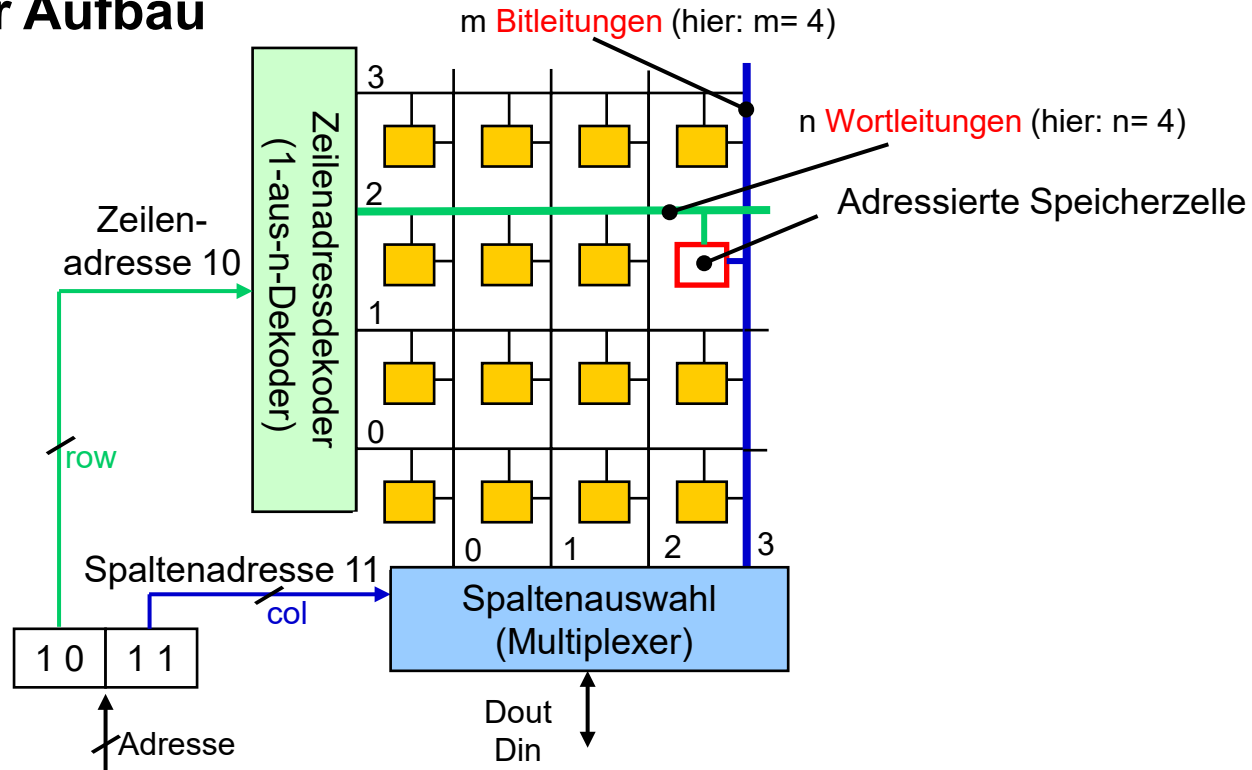 r Aufbau
m Bitleitungen (hier: m= 4)
n Wortleitungen (hier: n= 4)
Adressierte Speicherzelle
Zeilenadressdekoder
(1-aus-n-Dekoder)
3
2
1
0
Zeilen-
adresse 10
row
Spaltenadresse 11
col
0
1
2
3
Spaltenauswahl
(Multiplexer)
1 0
1 1
Adresse
Dout
Din